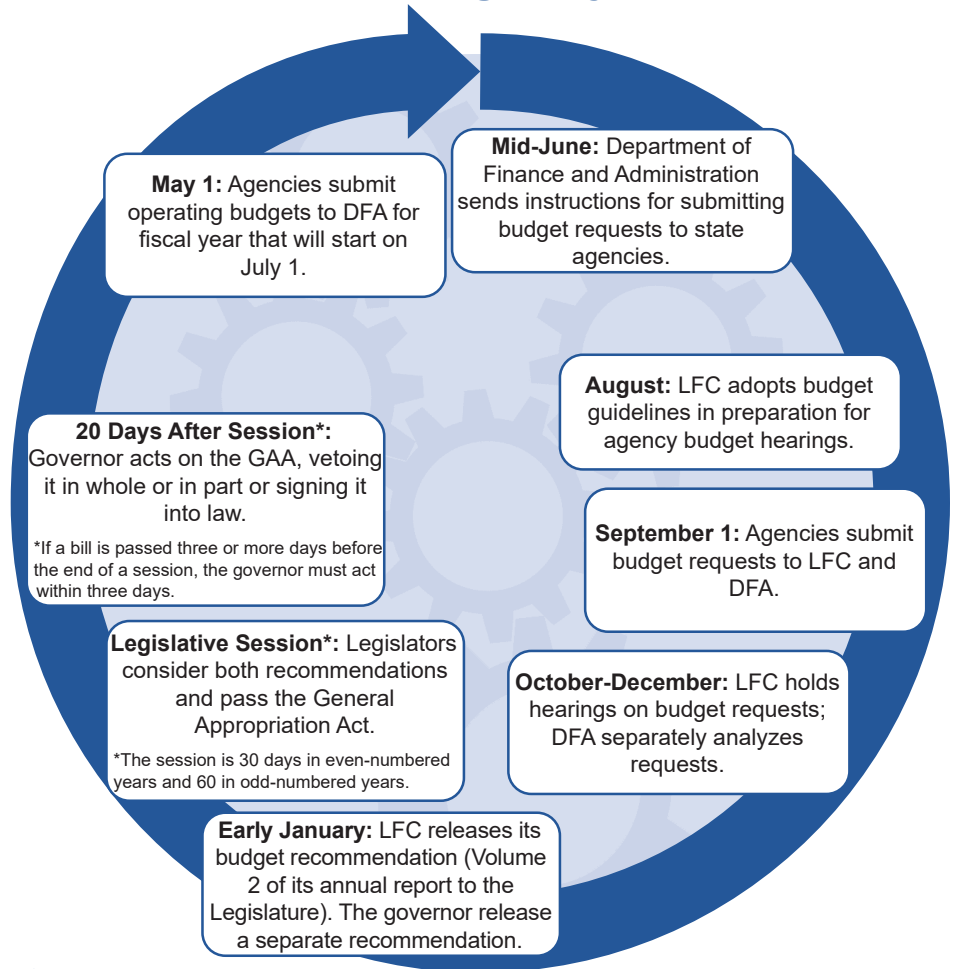 Mid-June: Department of
Finance and Administration
sends instructions for submitting
budget requests to state
agencies.
August: LFC adopts budget
guidelines in preparation for
agency budget hearings.
September 1: Agencies submit
budget requests to LFC and
DFA.
October-December: LFC holds
hearings on budget requests;
DFA separately analyzes
requests.
Early January: LFC releases its
budget recommendation (Volume
2 of its annual report to the
Legislature). The governor release
a separate recommendation.
Legislative Session*: Legislators
consider both recommendations
and pass the General
Appropriation Act.
*The session is 30 days in even-numbered
years and 60 in odd-numbered years.
20 Days After Session*:
Governor acts on the GAA, vetoing
it in whole or in part or signing it
into law.
*If a bill is passed three or more days before
the end of a session, the governor must act
within three days.
May 1: Agencies submit
operating budgets to DFA for
fiscal year that will start on
July 1.